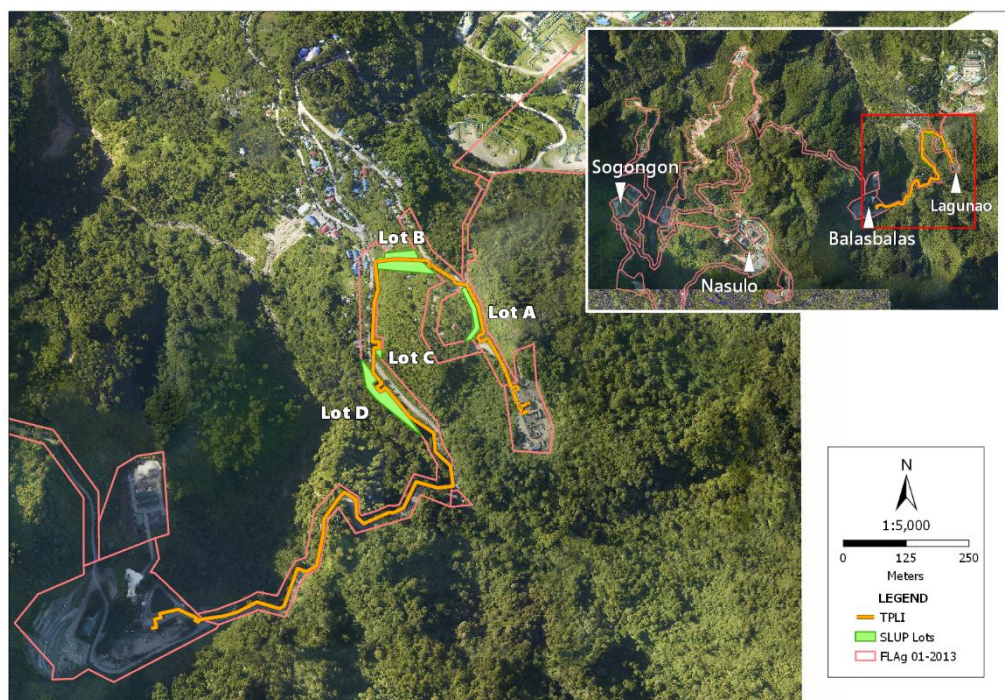 Lot B
Lot A
Lot C
Lot D
Sogongon
Lagunao
Balasbalas
Nasulo
N
1:5,000
0 125 250
Meters
LEGEND
TPLI
SLUP Lots
FLAg 01-2013